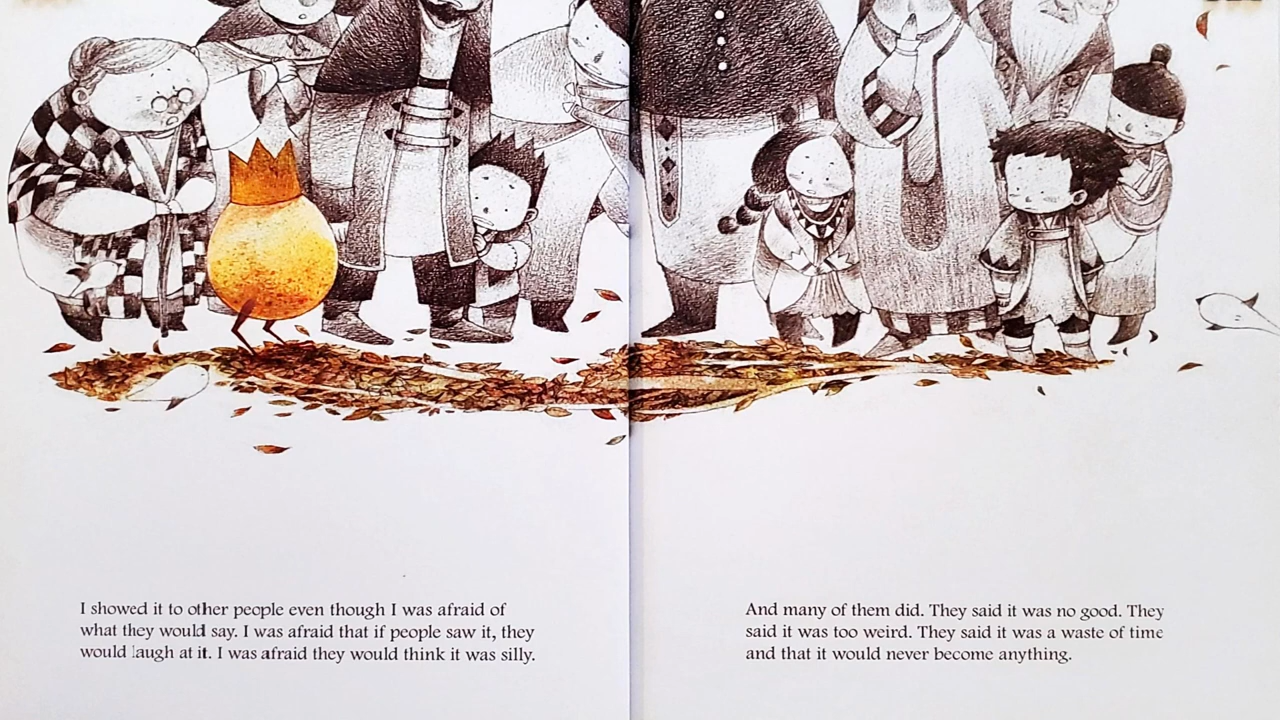 I showed it to other people even though I was afraid of
what they would say. I was afraid that if people saw it, they
would laugh at it. I was afraid they would think it was silly.
And many of them did. They said it was no good. They
said it was too weird. They said it was a waste of time
and that it would never become anything.